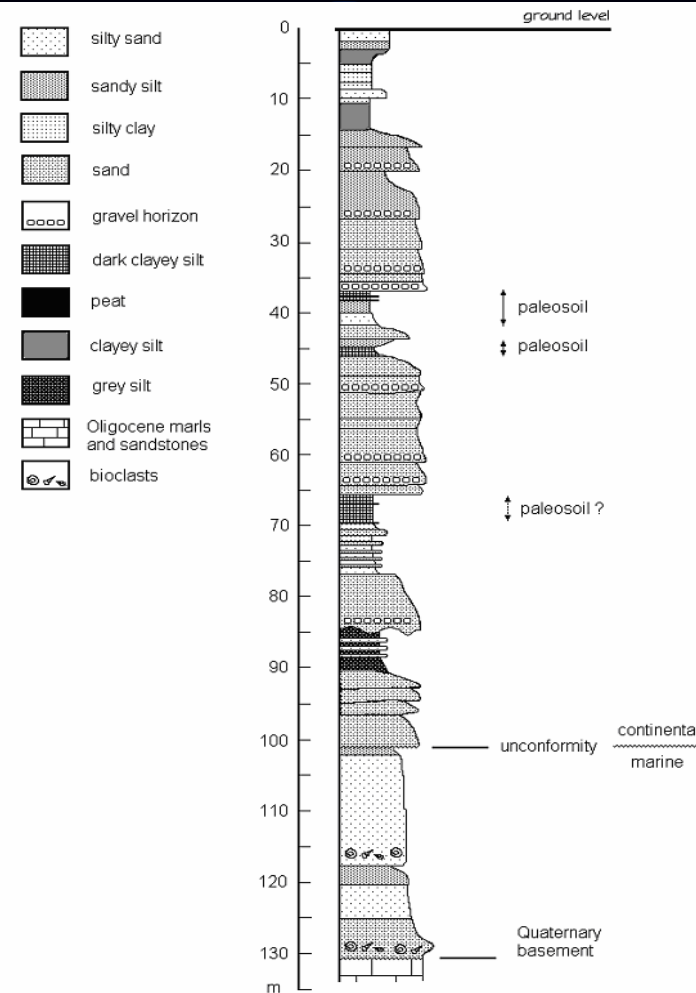 ground level
silty sand
sandy silt
silty clay
sand
gravel horizon
dark clayey silt
peat
clayey silt
grey silt
Oligocene marls
and sandstones
bioclasts
0
10
20
30
40
50
60
70
80
90
100
110
120
130
m
paleosoil
paleosoil
paleosoil ?
unconformity
continenta
marine
Quaternary
basement